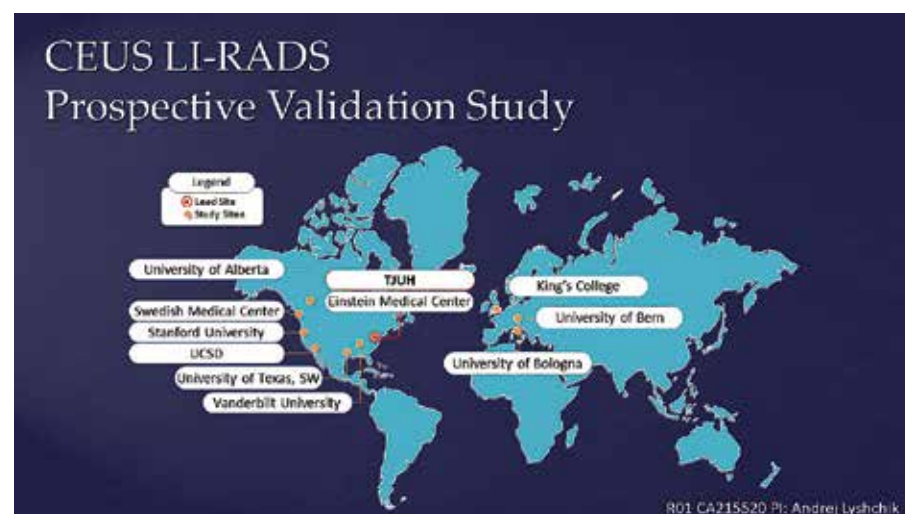 CEUS LI-RADS
Prospective Validation Study
Legend
Lead Site
Study Sites
University of Alberta
TJUH
Einstein Medical Center
King's College
Swedish Medical Center
University of Bern
Stanford University
UCSD
University of Bologna
University of Texas, SW
Vanderbilt University
R01 CA215520 PI: Andrej Lyshchik